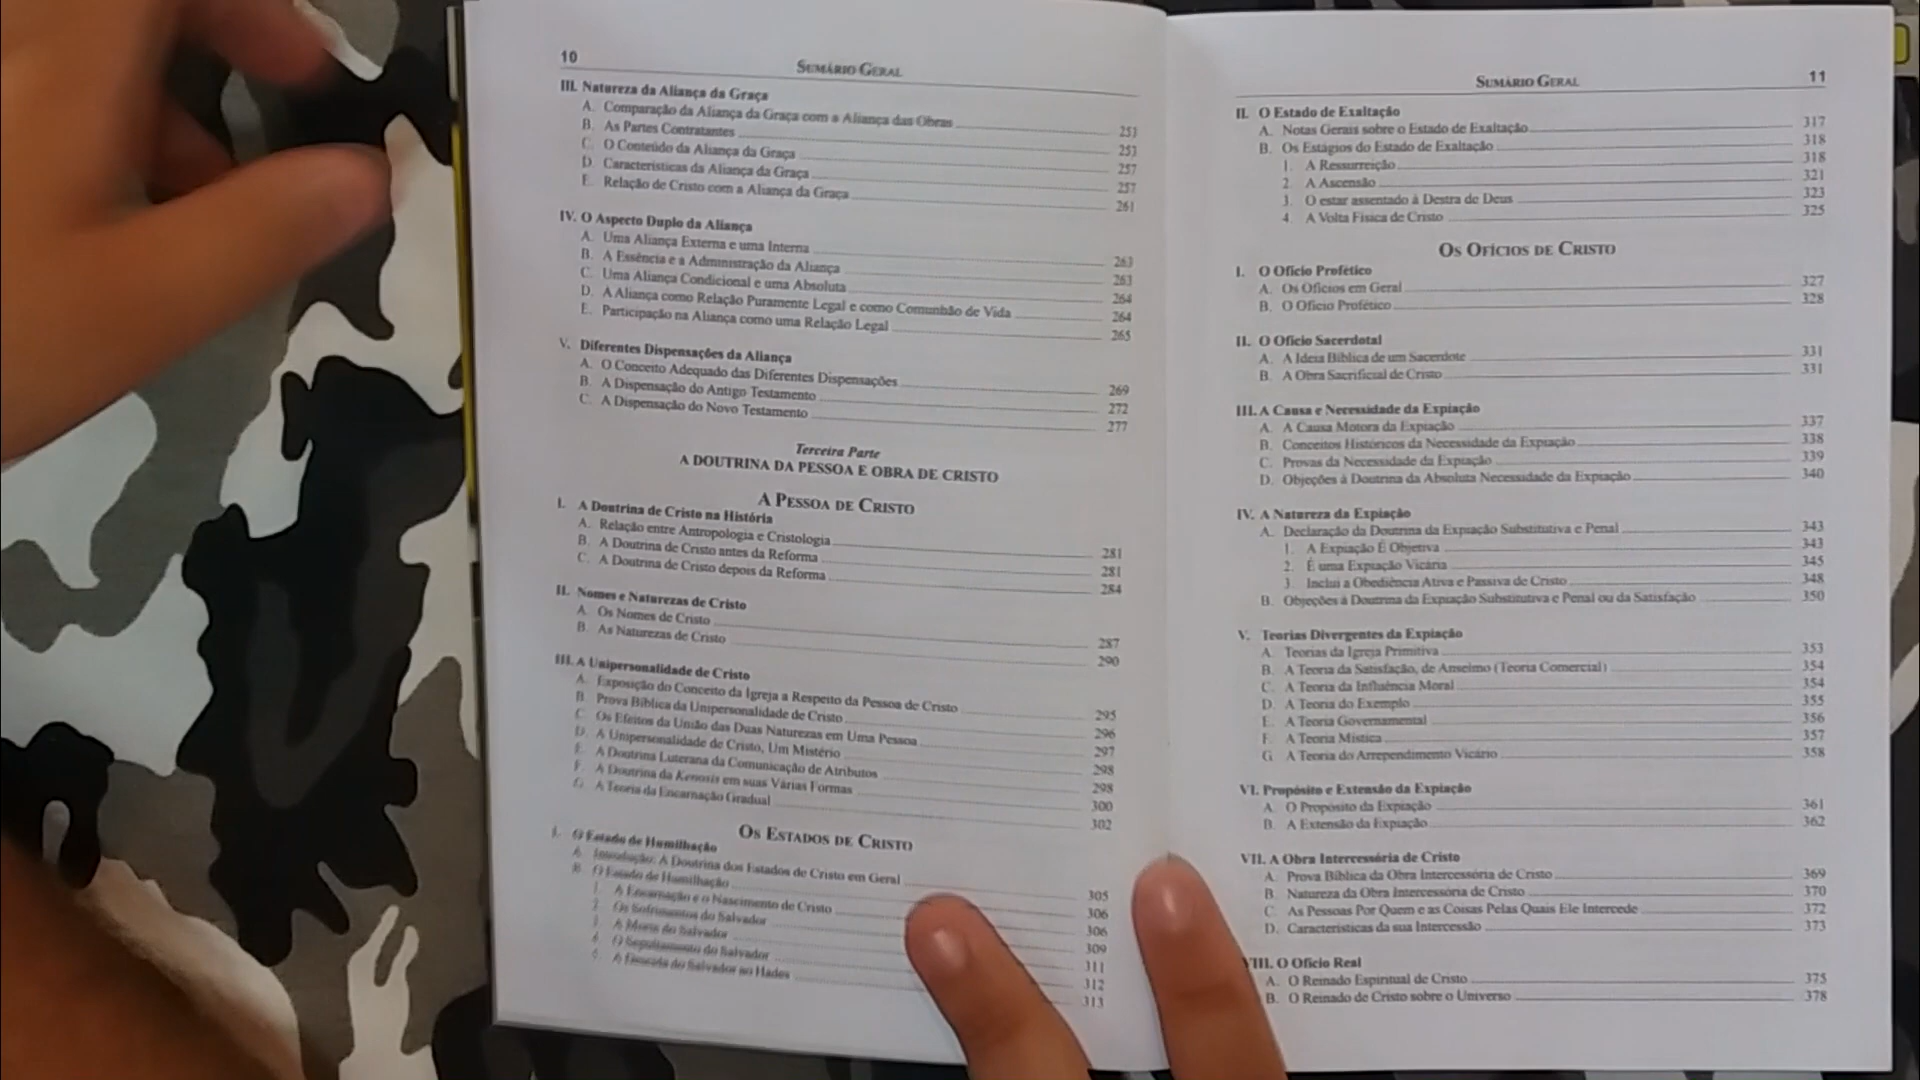 10
SUMÁRIO GERAL
III. Natureza da Aliança da Graça
A. Comparação da Aliança da Graça com a Aliança das Obras 253
B. As Partes Contratantes 253
C. O Conteúdo da Aliança da Graça 257
D. Características da Aliança da Graça 257
E. Relação de Cristo com a Aliança da Graça 261
IV. O Aspecto Duplo da Aliança
A. Uma Aliança Externa e uma Interna 263
B. A Essência e a Administração da Aliança 263
C. Uma Aliança Condicional e uma Absoluta 264
D. A Aliança como Relação Puramente Legal e como Comunhão de Vida 264
E. Participação na Aliança como uma Relação Legal 265
V. Diferentes Dispensações da Aliança
A. O Conceito Adequado das Diferentes Dispensações 269
B. A Dispensação do Antigo Testamento 272
C. A Dispensação do Novo Testamento 277
Terceira Parte
A DOUTRINA DA PESSOA E OBRA DE CRISTO
A PESSOA DE CRISTO
I. A Doutrina de Cristo na História
A. Relação entre Antropologia e Cristologia 281
B. A Doutrina de Cristo antes da Reforma 281
C. A Doutrina de Cristo depois da Reforma 284
II. Nomes e Naturezas de Cristo
A. Os Nomes de Cristo 287
B. As Naturezas de Cristo 290
III. A Unipersonalidade de Cristo
A. Exposição do Conceito da Igreja a Respeito da Pessoa de Cristo 295
B. Prova Bíblica da Unipersonalidade de Cristo 296
C. Os Efeitos da União das Duas Naturezas em Uma Pessoa 297
D. A Unipersonalidade de Cristo, Um Mistério 298
E. A Doutrina Luterana da Comunicação de Atributos 298
F. A Doutrina da Kenosis em suas Várias Formas 300
G. A Teoria da Encarnação Gradual 302
OS ESTADOS DE CRISTO
I. O Estado de Humilhação
A. Introdução: A Doutrina dos Estados de Cristo em Geral 305
B. O Estado de Humilhação 306
1. A Encarnação e o Nascimento de Cristo 306
2. Os Sofrimentos do Salvador 309
3. A Morte do Salvador 311
4. O Sepultamento do Salvador 312
5. A Descida do Salvador ao Hades 313
SUMÁRIO GERAL
11
II. O Estado de Exaltação
A. Notas Gerais sobre o Estado de Exaltação 317
B. Os Estágios do Estado de Exaltação 318
1. A Ressurreição 318
2. A Ascensão 321
3. O estar assentado à Destra de Deus 323
4. A Volta Física de Cristo 325
OS OFÍCIOS DE CRISTO
I. O Ofício Profético
A. Os Ofícios em Geral 327
B. O Ofício Profético 328
II. O Ofício Sacerdotal
A. A Ideia Bíblica de um Sacerdote 331
B. A Obra Sacrificial de Cristo 331
III. A Causa e Necessidade da Expiação
A. A Causa Motora da Expiação 337
B. Conceitos Históricos da Necessidade da Expiação 338
C. Provas da Necessidade da Expiação 339
D. Objeções à Doutrina da Absoluta Necessidade da Expiação 340
IV. A Natureza da Expiação
A. Declaração da Doutrina da Expiação Substitutiva e Penal 343
1. A Expiação É Objetiva 343
2. É uma Expiação Vicária 345
3. Inclui a Obediência Ativa e Passiva de Cristo 348
B. Objeções à Doutrina da Expiação Substitutiva e Penal ou da Satisfação 350
V. Teorias Divergentes da Expiação
A. Teorias da Igreja Primitiva 353
B. A Teoria da Satisfação, de Anselmo (Teoria Comercial) 354
C. A Teoria da Influência Moral 354
D. A Teoria do Exemplo 355
E. A Teoria Governamental 356
F. A Teoria Mística 357
G. A Teoria do Arrependimento Vicário 358
VI. Propósito e Extensão da Expiação
A. O Propósito da Expiação 361
B. A Extensão da Expiação 362
VII. A Obra Intercessória de Cristo
A. Prova Bíblica da Obra Intercessória de Cristo 369
B. Natureza da Obra Intercessória de Cristo 370
C. As Pessoas Por Quem e as Coisas Pelas Quais Ele Intercede 372
D. Características da sua Intercessão 373
VIII. O Ofício Real
A. O Reinado Espiritual de Cristo 375
B. O Reinado de Cristo sobre o Universo 378